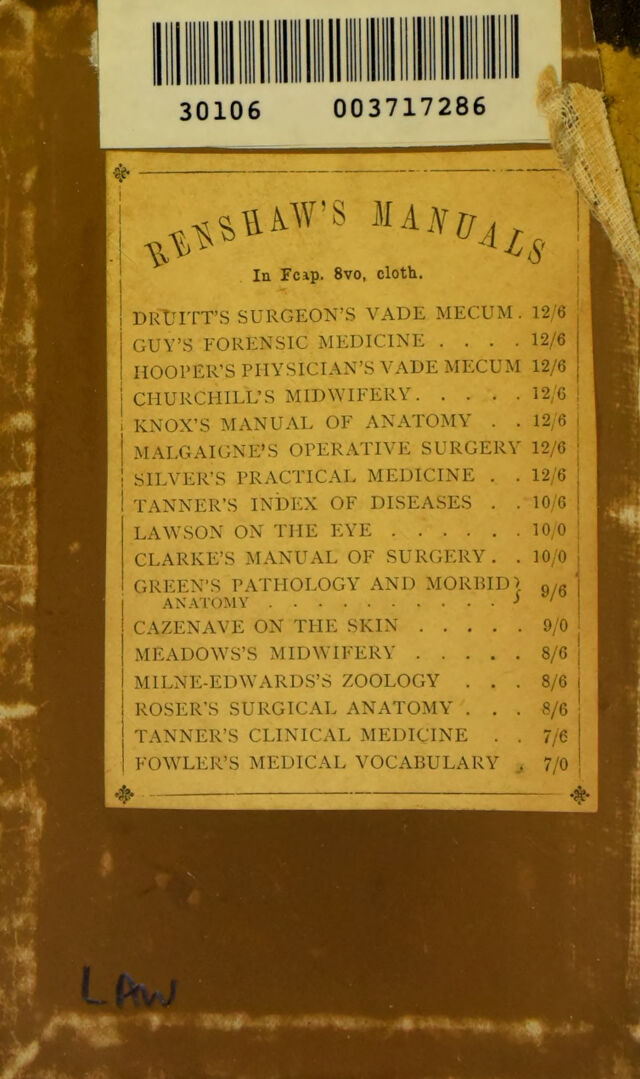 30106 003717286
RENSHAW'S MANUALS
In Fcap. 8vo, cloth.
DRUITT'S SURGEON'S VADE MECUM . 12/6
GUY'S FORENSIC MEDICINE . . . . 12/6
HOOPER'S PHYSICIAN'S VADE MECUM 12/6
CHURCHILL'S MIDWIFERY . . . . . 12/6
KNOX'S MANUAL OF ANATOMY . . 12/6
MALGAIGNE'S OPERATIVE SURGERY 12/6
SILVER'S PRACTICAL MEDICINE . . 12/6
TANNER'S INDEX OF DISEASES . . 10/6
LAWSON ON THE EYE . . . . . . 10/0
CLARKE'S MANUAL OF SURGERY . . 10/0
GREEN'S PATHOLOGY AND MORBID } 9/6
ANATOMY . . . . . . . . . .
CAZENAVE ON THE SKIN . . . . . 9/0
MEADOWS'S MIDWIFERY . . . . . 8/6
MILNE-EDWARDS'S ZOOLOGY . . . 8/6
ROSER'S SURGICAL ANATOMY . . . 8/6
TANNER'S CLINICAL MEDICINE . . 7/6
FOWLER'S MEDICAL VOCABULARY . 7/0
LAW